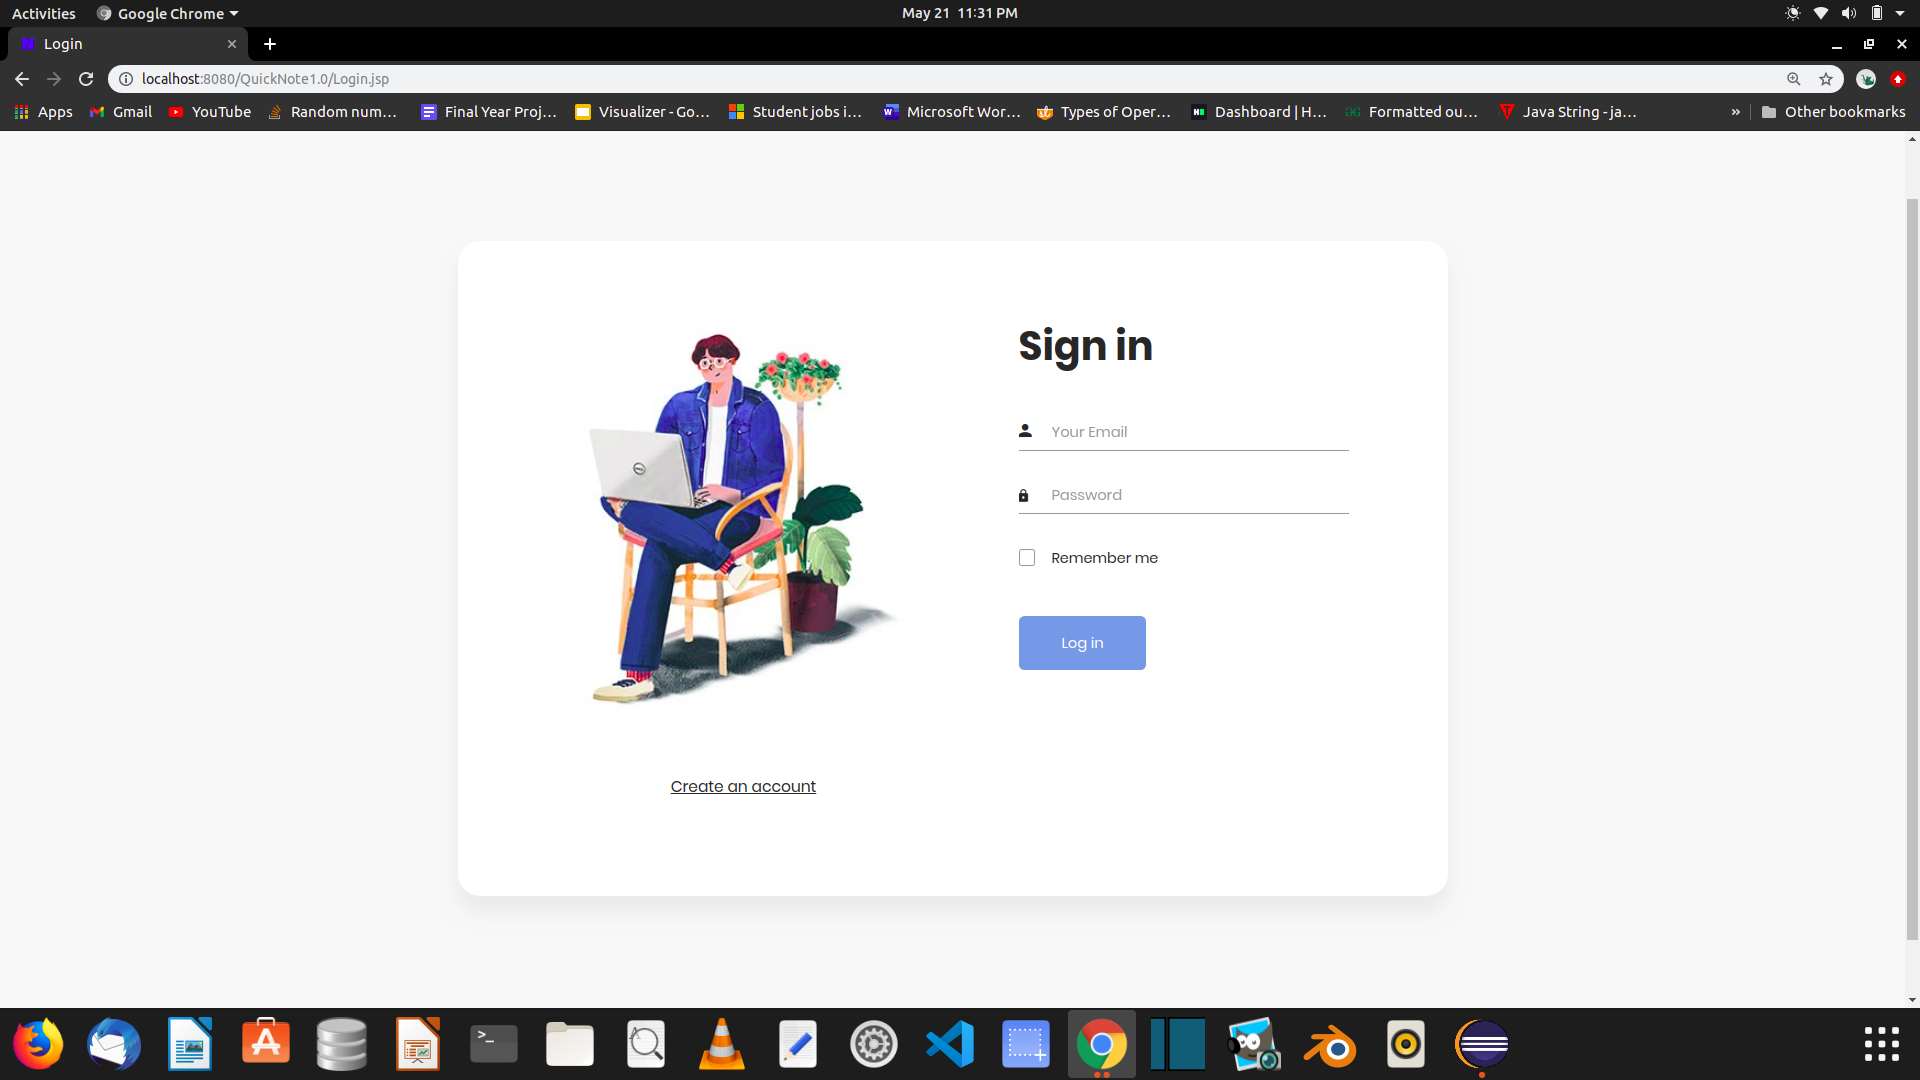 Activities Google Chrome May 21 11:31 PM
Login
localhost:8080/QuickNote1.0/Login.jsp
Apps Gmail YouTube Random num... Final Year Proj... Visualizer - Go... Student jobs i... Microsoft Wor... Types of Oper... Dashboard | H... Formatted ou... Java String - ja... » Other bookmarks
Sign in
Your Email
Password
Remember me
Log in
Create an account